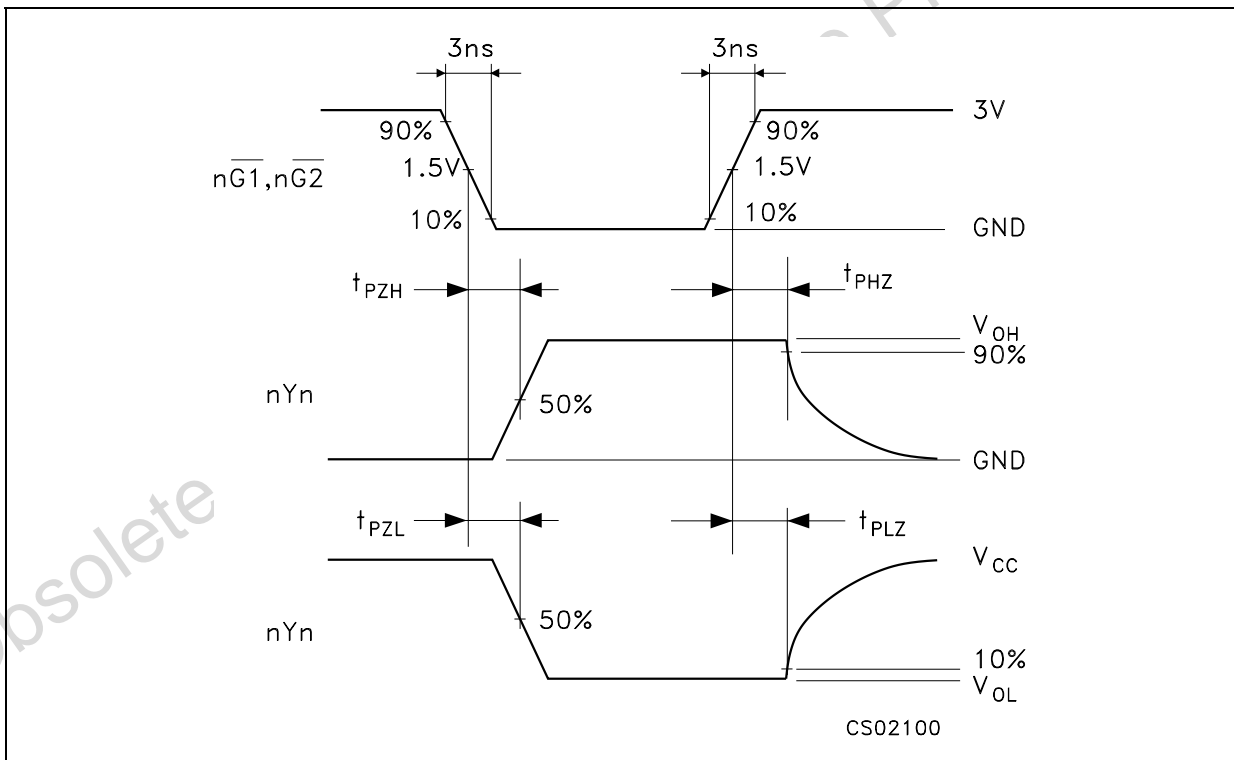 3ns 3ns
3V
90% 90%
1.5V 1.5V
nG1,nG2
10% 10%
GND
tPZH tPHZ
VOH
90%
nYn
50%
GND
tPZL tPLZ
VCC
50%
nYn
10%
VOL
CS02100
obsolete